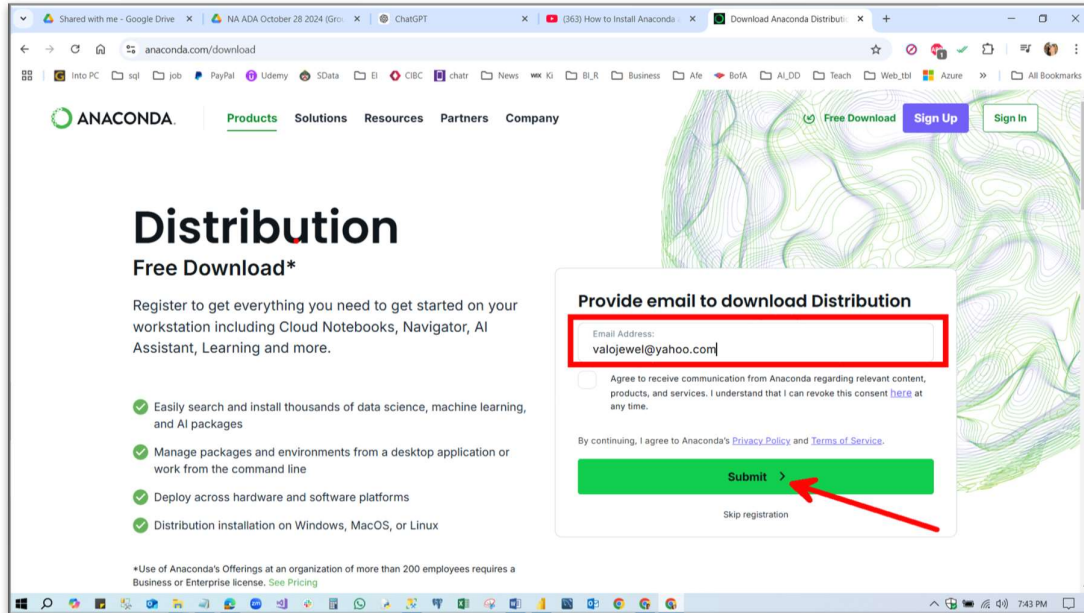 Shared with me - Google Drive
NA ADA October 28 2024 (Gro
ChatGPT
(363) How to Install Anaconda
Download Anaconda Distributi
anaconda.com/download
Into PC
sql
job
PayPal
Udemy
SData
EI
CIBC
chatr
News
Ki
BI_R
Business
Afe
BofA
AI_DD
Teach
Web_tbl
Azure
All Bookmarks
ANACONDA.
Products
Solutions
Resources
Partners
Company
Free Download
Sign Up
Sign In
Distribution
Free Download*
Register to get everything you need to get started on your
workstation including Cloud Notebooks, Navigator, AI
Assistant, Learning and more.
Easily search and install thousands of data science, machine learning,
and AI packages
Manage packages and environments from a desktop application or
work from the command line
Deploy across hardware and software platforms
Distribution installation on Windows, MacOS, or Linux
*Use of Anaconda's Offerings at an organization of more than 200 employees requires a
Business or Enterprise license. See Pricing
Provide email to download Distribution
Email Address:
valojewel@yahoo.com
Agree to receive communication from Anaconda regarding relevant content,
products, and services. I understand that I can revoke this consent here at
any time.
By continuing, I agree to Anaconda's Privacy Policy and Terms of Service.
Submit
Skip registration
7:43 PM